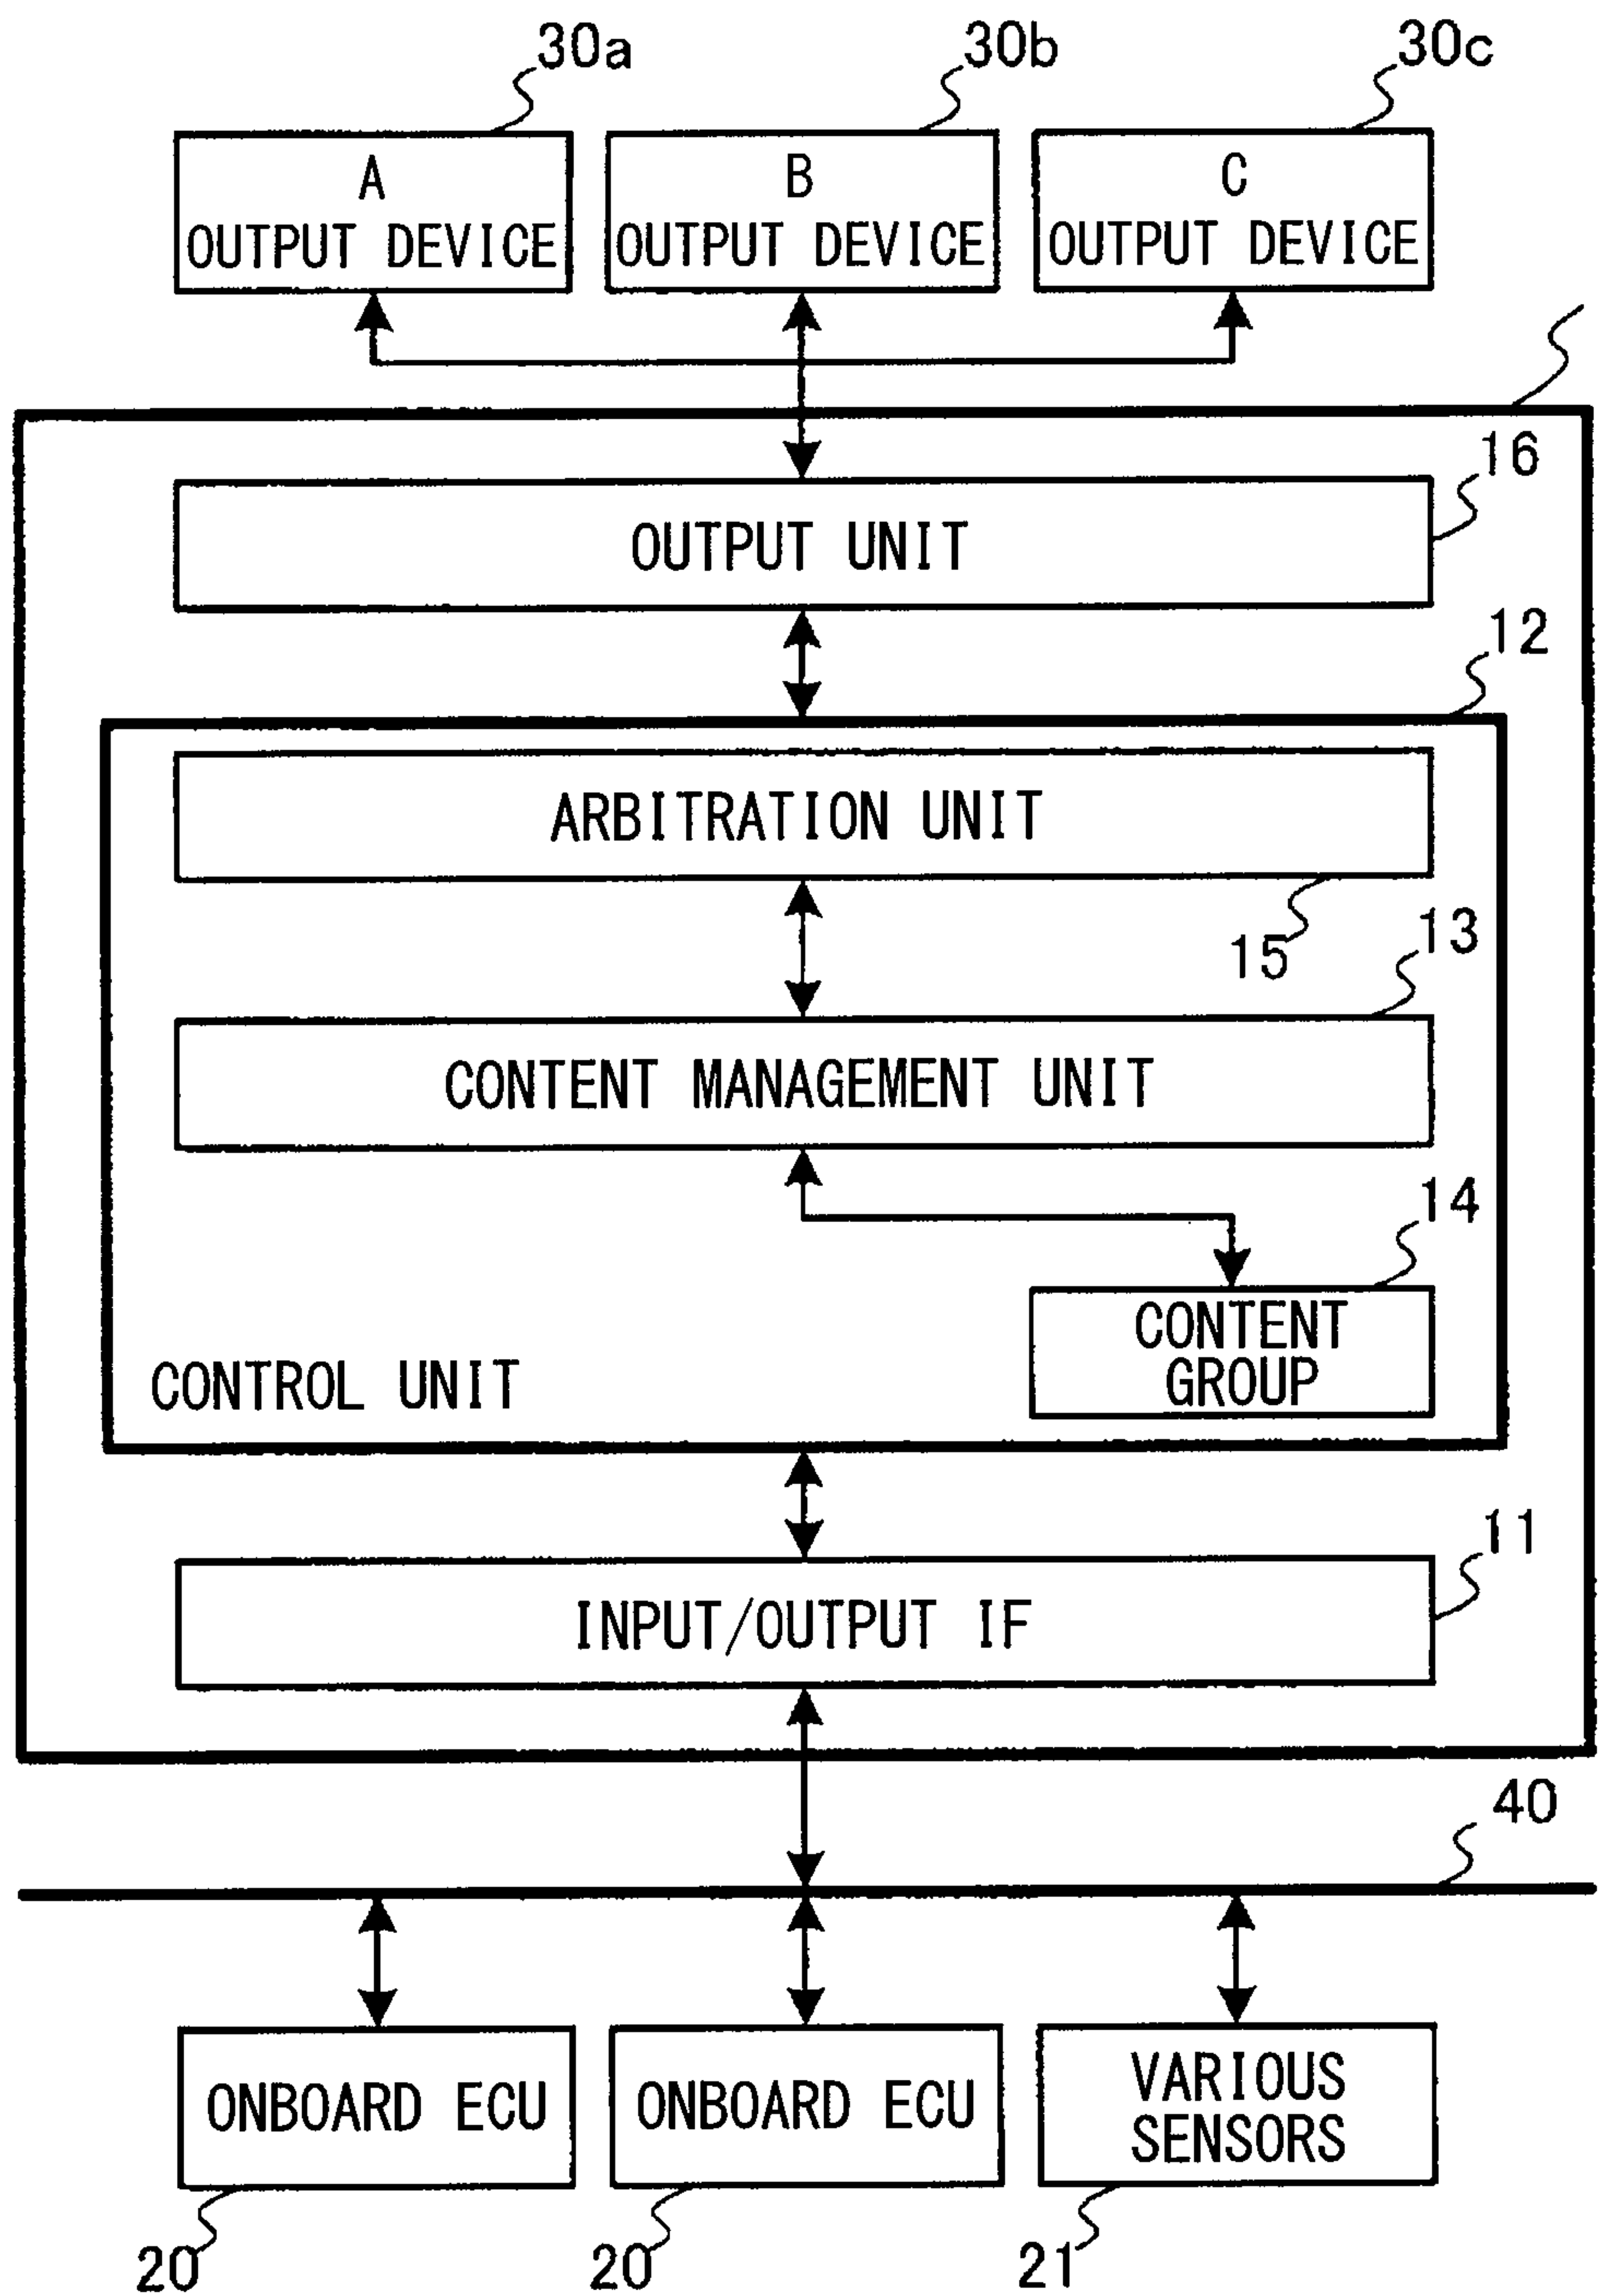 30a
30b
30c
A
OUTPUT DEVICE
B
OUTPUT DEVICE
C
OUTPUT DEVICE
16
OUTPUT UNIT
12
ARBITRATION UNIT
15
13
CONTENT MANAGEMENT UNIT
14
CONTENT
GROUP
CONTROL UNIT
11
INPUT/OUTPUT IF
40
ONBOARD ECU
ONBOARD ECU
VARIOUS
SENSORS
20
20
21